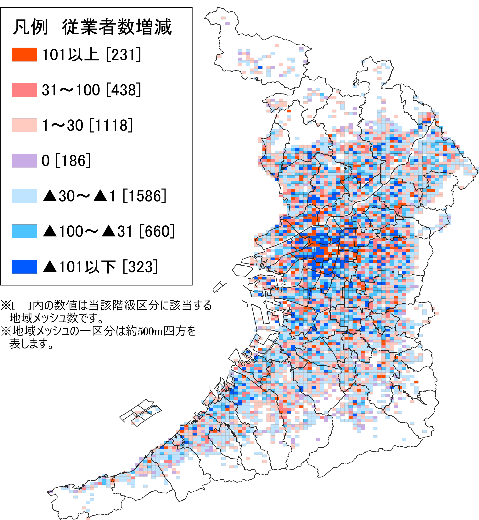 凡例 従業者数増減
101以上 [231]
31～100 [438]
1～30 [1118]
0 [186]
▲30～▲1 [1586]
▲100～▲31 [660]
▲101以下 [323]
※[ ]内の数値は当該階級区分に該当する
地域メッシュ数です。
※地域メッシュの一区分は約500m四方を
表します。